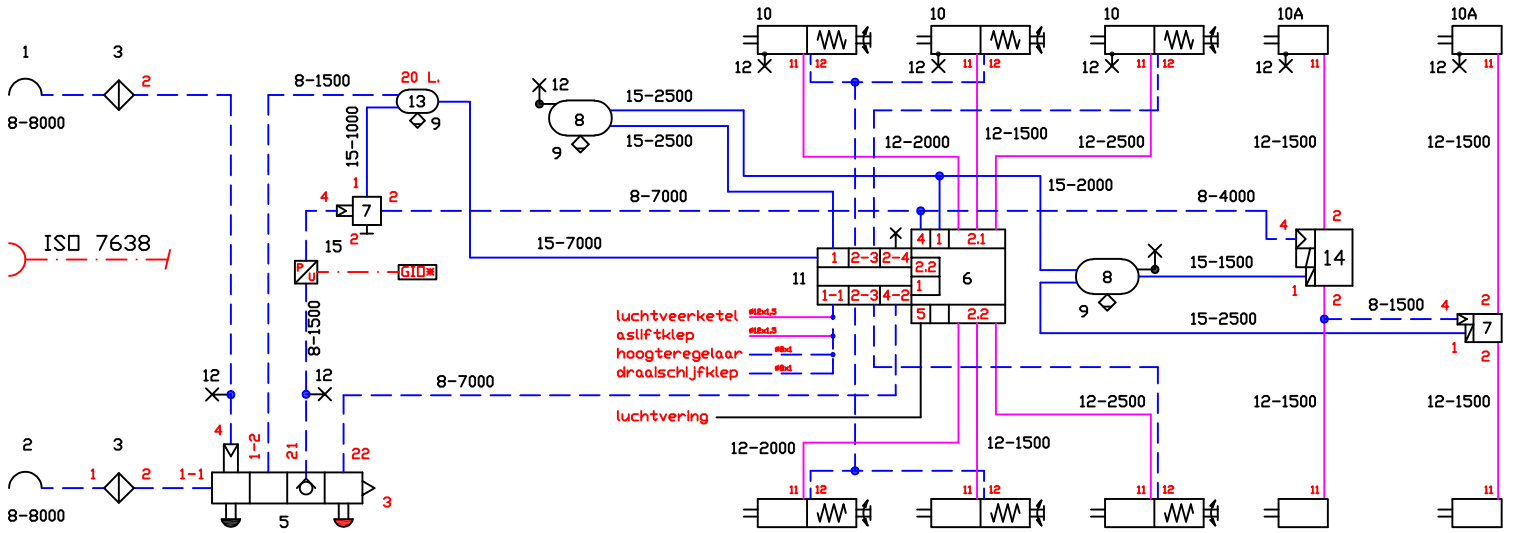 10 10 10 10A 10A
1 3 2 8-1500 20 L. 12 15-2500
12 11 12 12 11 12 12 11 12 12 11 12 11
13 8
8-8000 15-1000 9 9 15-2500 12-2000 12-1500 12-2500 12-1500 12-1500
1 15-2000
4 7 2 8-7000 8-4000 2
2 4 1 2.1 4
ISO 7638 15 15-7000 1 2-3 2-4 14
P U GIO* 11 2.2 6 8 15-1500
1 1
1-1 2-3 4-2 9 2 8-1500 4 2
8-1500 luchtveerketel ø12x1,5 5 2.2 15-2500 7
asliftklep ø12x1,5 1 2
hoogteregelaar ø8x1
draaischijfklep ø8x1
12 12 8-7000
luchtvering 12-2500 12-1500 12-1500
4 1-2 21 22 12-2000 12-1500
2 3
1 2 1-1 3
11 12 11 12 11 12 11 11
8-8000 5